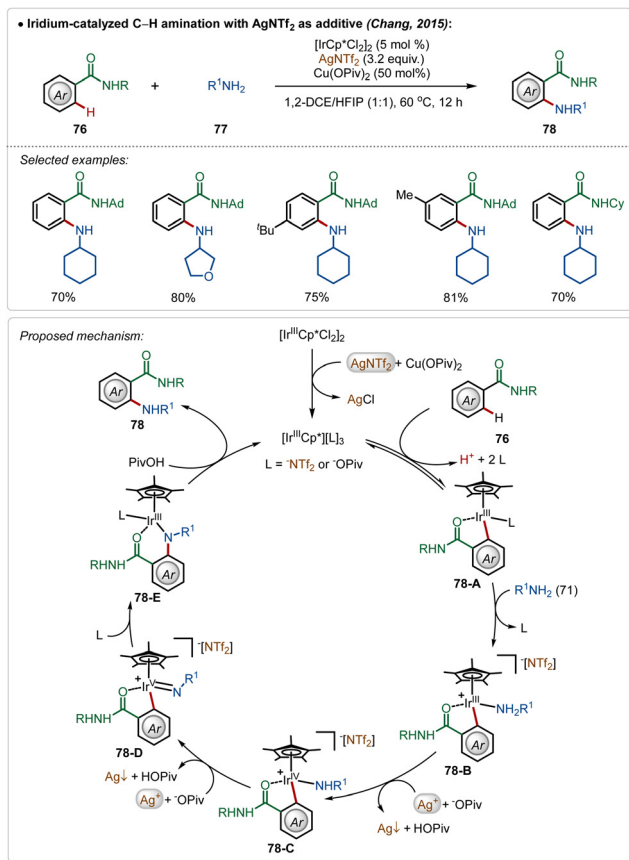 • Iridium-catalyzed C–H amination with AgNTf2 as additive (Chang, 2015):
[IrCp*Cl2]2 (5 mol %)
AgNTf2 (3.2 equiv.)
Cu(OPiv)2 (50 mol%)
1,2-DCE/HFIP (1:1), 60 °C, 12 h
O
NHR
Ar
H
76
+
R1NH2
77
O
NHR
Ar
NHR1
78
Selected examples:
O
NHAd
NH
70%
O
NHAd
NH
O
80%
O
NHAd
tBu
NH
75%
Me
O
NHAd
NH
81%
O
NHCy
NH
70%
Proposed mechanism:
[IrIIICp*Cl2]2
AgNTf2 + Cu(OPiv)2
AgCl
[IrIIICp*][L]3
L = -NTf2 or -OPiv
O
NHR
Ar
H
76
H+ + 2 L
IrIII
L
O
RHN
Ar
78-A
R1NH2 (71)
L
-[NTf2]
+
IrIII
NH2R1
O
RHN
Ar
78-B
Ag+ + -OPiv
Ag↓ + HOPiv
-[NTf2]
+
IrIV
NHR1
O
RHN
Ar
78-C
Ag↓ + HOPiv
Ag+ + -OPiv
-[NTf2]
+
IrV
N
R1
O
RHN
Ar
78-D
L
L
IrIII
N
R1
O
RHN
Ar
78-E
PivOH
O
NHR
Ar
NHR1
78